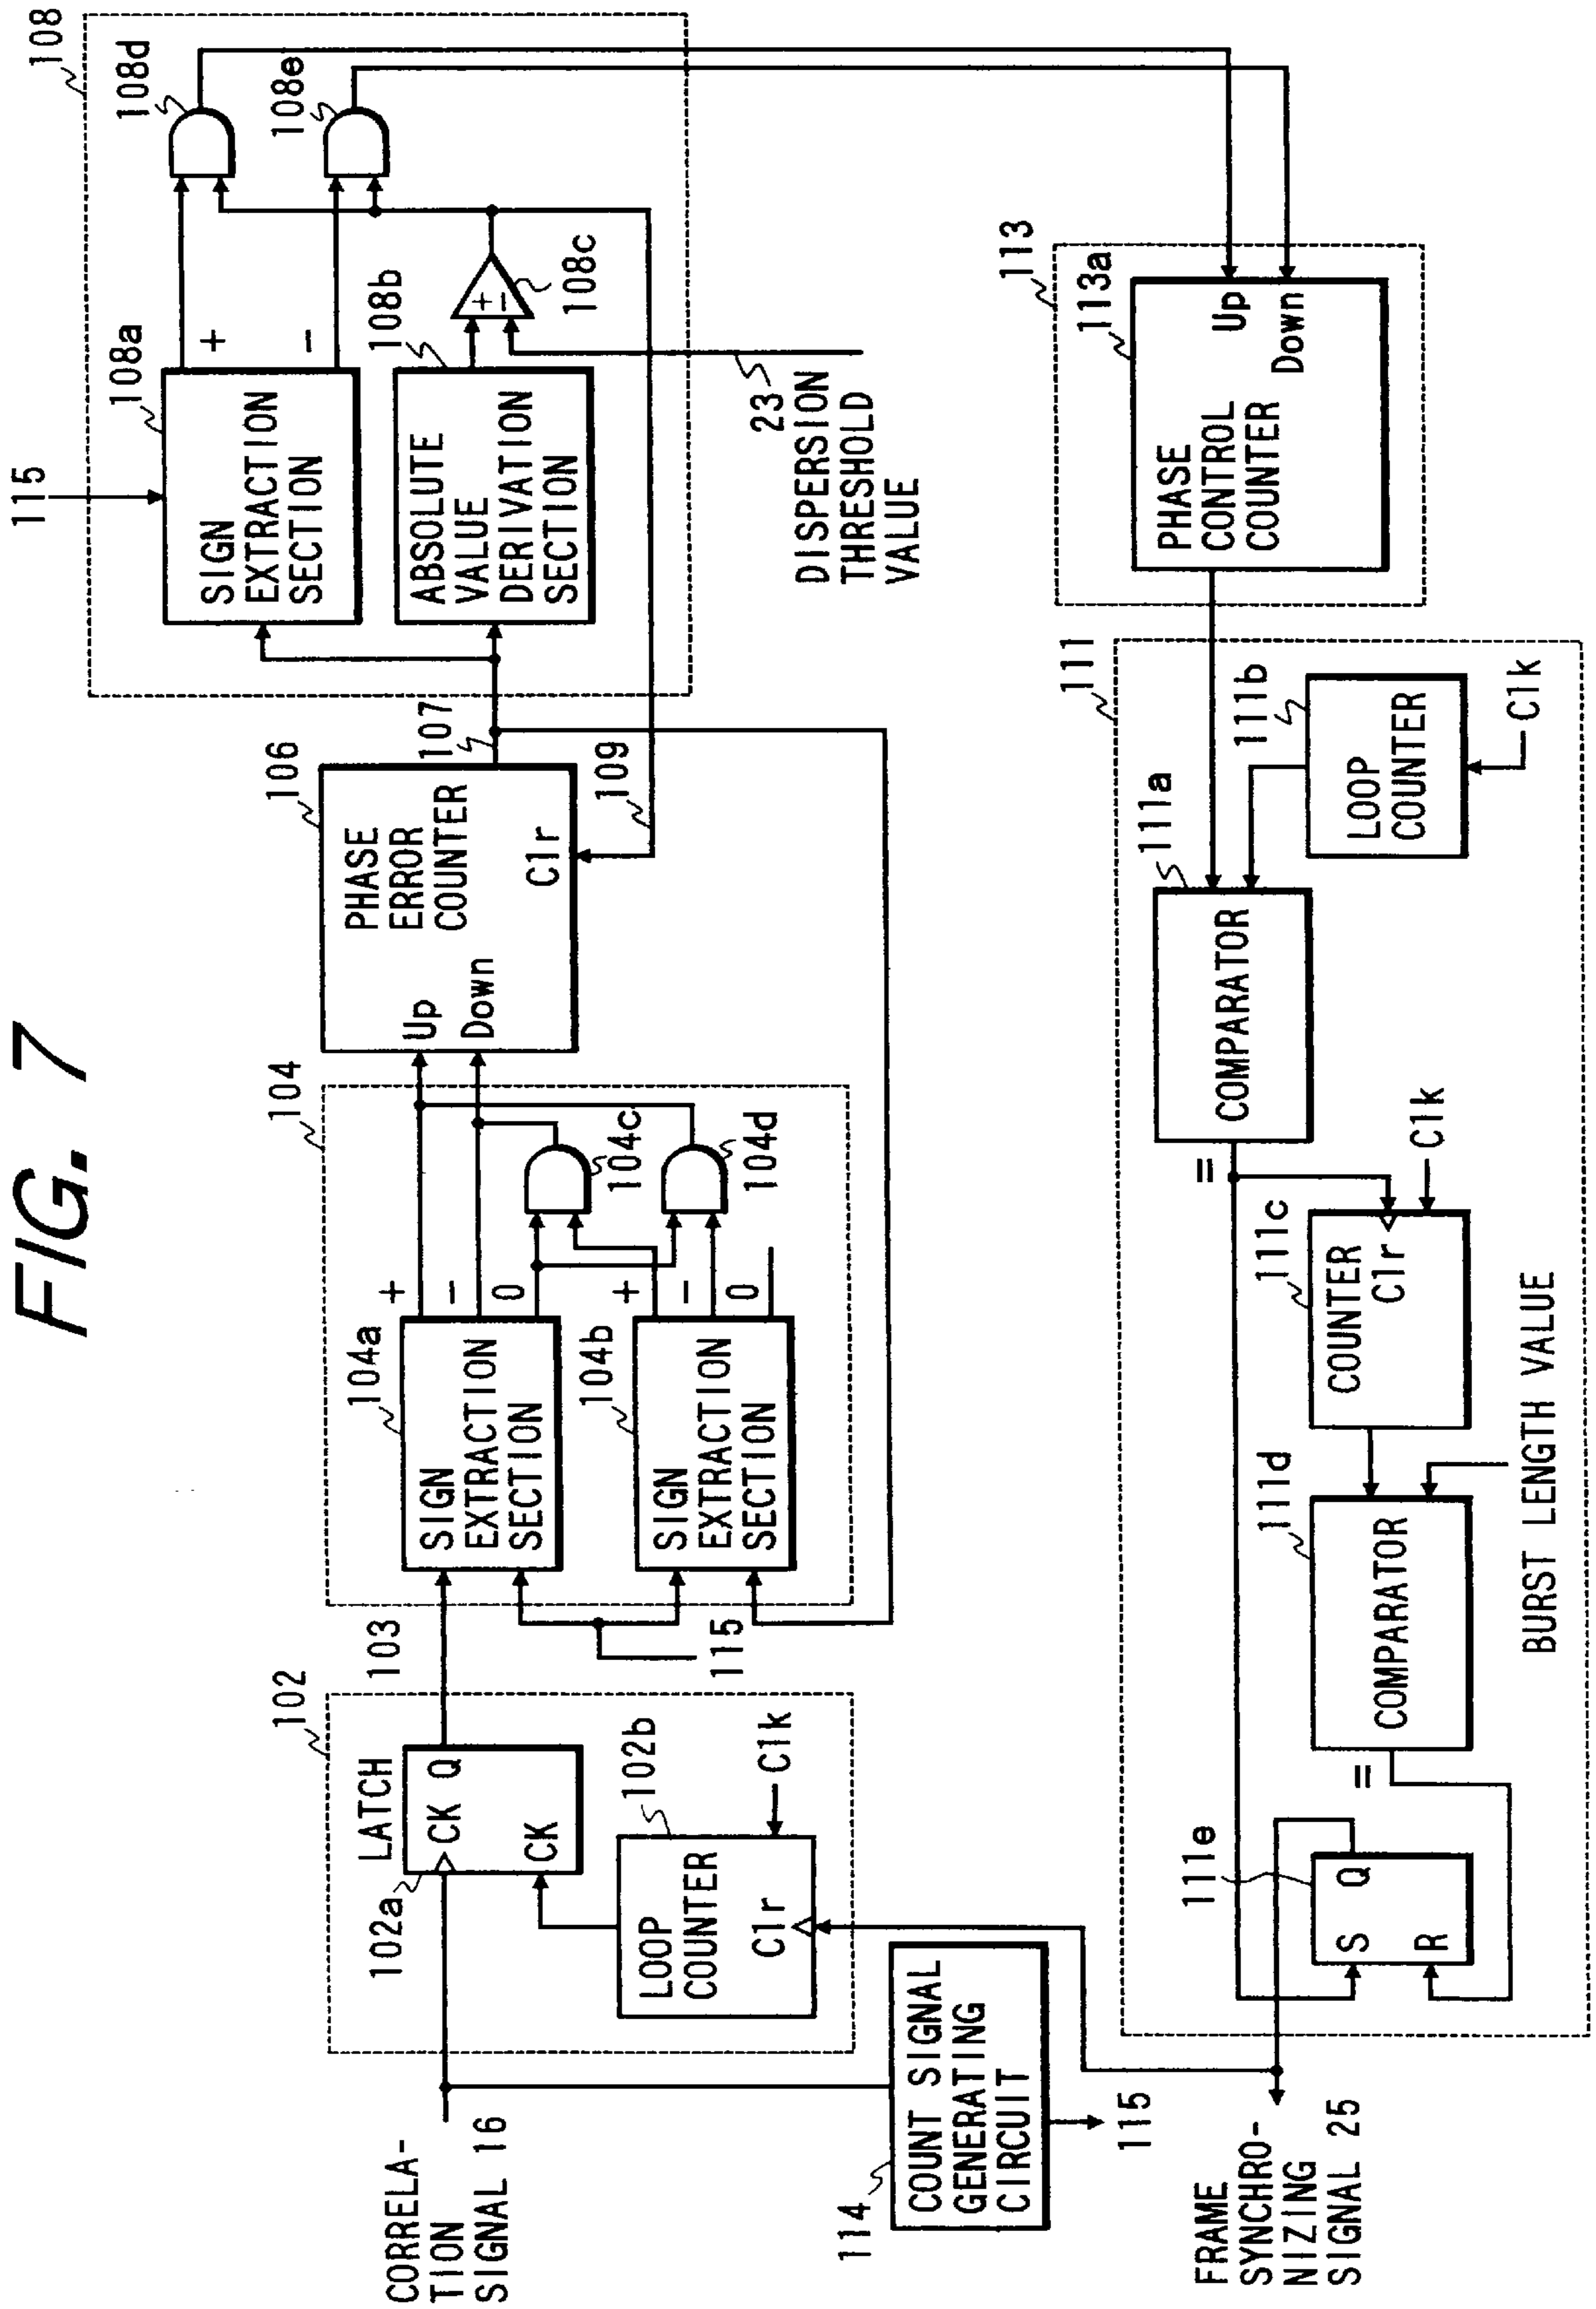 FIG. 7
CORRELA-
TION
SIGNAL 16
102
LATCH
102a
CK Q
CK
102b
LOOP
COUNTER
Clr
Clk
103
104
104a
SIGN
EXTRACTION
SECTION
+
−
0
104b
SIGN
EXTRACTION
SECTION
+
−
0
104c
104d
115
106
PHASE
ERROR
COUNTER
Up
Down
Clr
107
109
108
115
108a
SIGN
EXTRACTION
SECTION
+
−
108b
ABSOLUTE
VALUE
DERIVATION
SECTION
+
−
108c
108d
108e
23
DISPERSION
THRESHOLD
VALUE
114
COUNT SIGNAL
GENERATING
CIRCUIT
115
FRAME
SYNCHRO-
NIZING
SIGNAL 25
111
111e
S Q
R
=
111d
COMPARATOR
BURST LENGTH VALUE
111c
COUNTER
Clr
Clk
=
111a
COMPARATOR
111b
LOOP
COUNTER
Clk
113
113a
PHASE
CONTROL
COUNTER
Up
Down